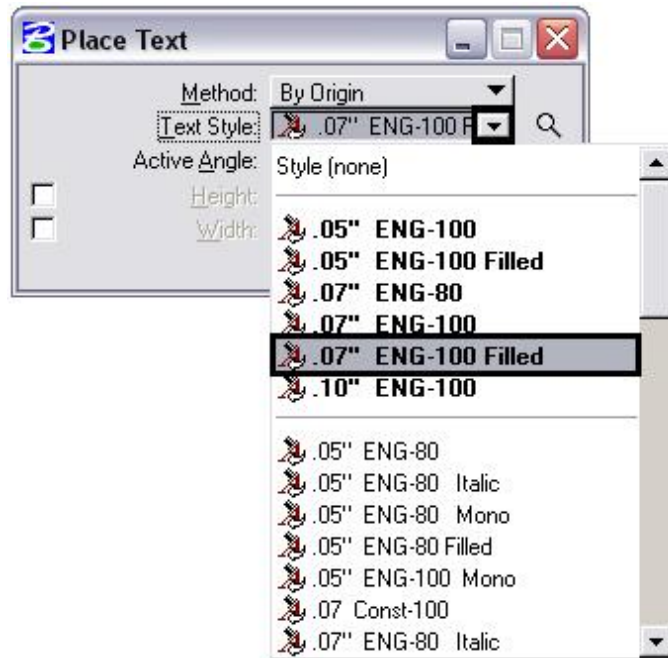 Place Text
Method: By Origin
Text Style: .07" ENG-100 F
Active Angle:
Height:
Width:
Style (none)
.05" ENG-100
.05" ENG-100 Filled
.07" ENG-80
.07" ENG-100
.07" ENG-100 Filled
.10" ENG-100
.05" ENG-80
.05" ENG-80 Italic
.05" ENG-80 Mono
.05" ENG-80 Filled
.05" ENG-100 Mono
.07 Const-100
.07" ENG-80 Italic